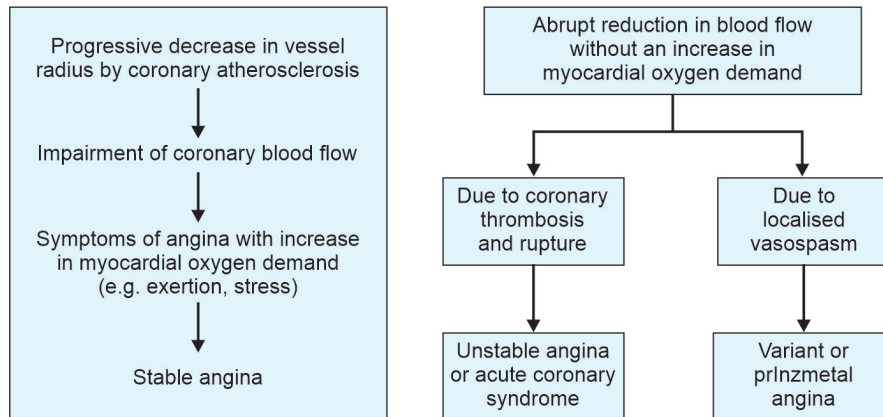 Progressive decrease in vessel
radius by coronary atherosclerosis
Impairment of coronary blood flow
Symptoms of angina with increase
in myocardial oxygen demand
(e.g. exertion, stress)
Stable angina
Abrupt reduction in blood flow
without an increase in
myocardial oxygen demand
Due to coronary
thrombosis
and rupture
Due to
localised
vasospasm
Unstable angina
or acute coronary
syndrome
Variant or
prInzmetal
angina